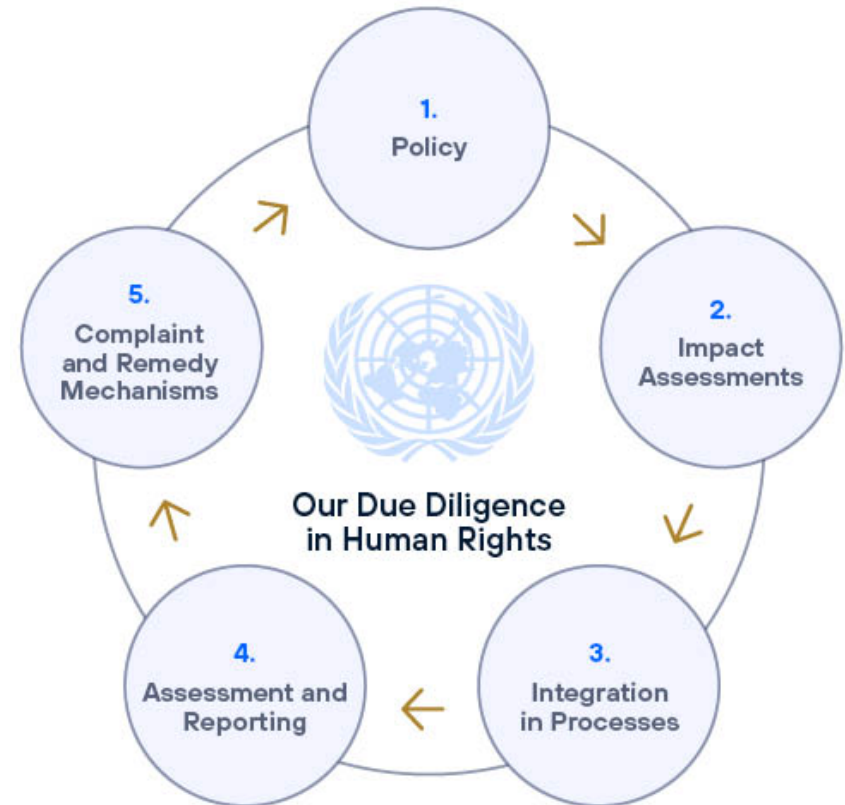 1.
Policy
2.
Impact
Assessments
3.
Integration
in Processes
4.
Assessment and
Reporting
5.
Complaint
and Remedy
Mechanisms
Our Due Diligence
in Human Rights